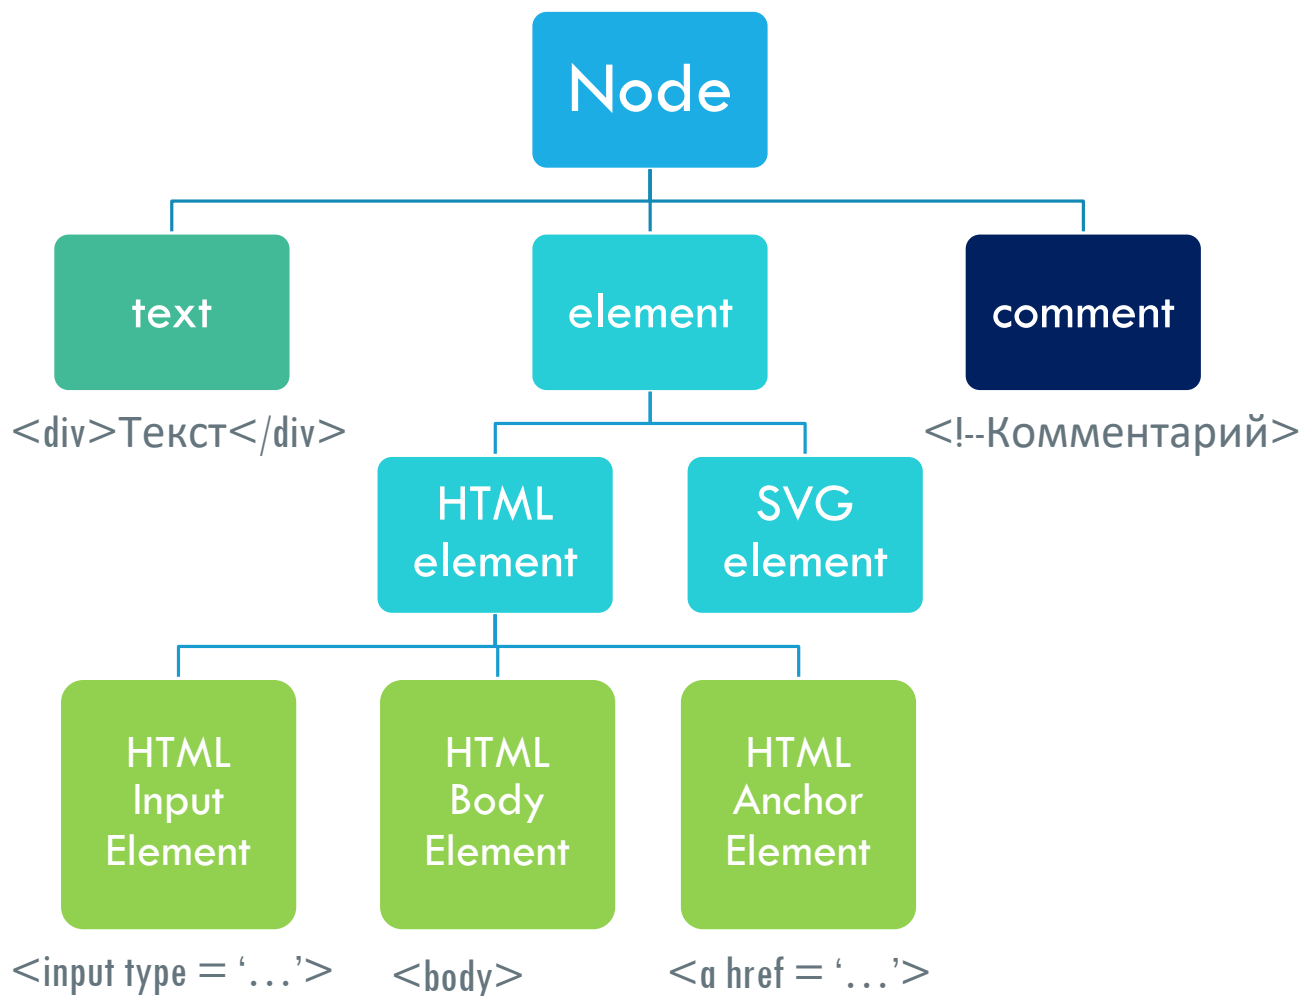 Node
text
element
comment
<div>Текст</div>
<!--Комментарий>
HTML
element
SVG
element
HTML
Input
Element
HTML
Body
Element
HTML
Anchor
Element
<input type = ‘…’>
<body>
<a href = ‘…’>